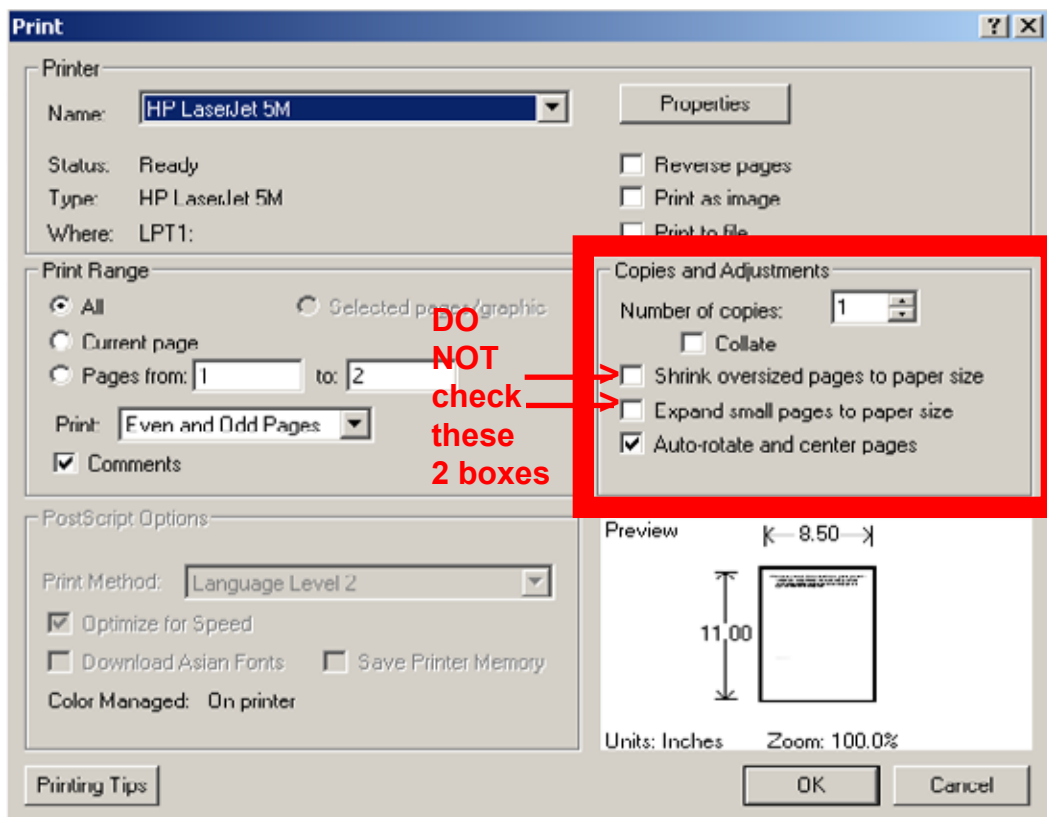 Print
Printer
Name: HP LaserJet 5M
Properties
Status: Ready
Reverse pages
Type: HP LaserJet 5M
Print as image
Where: LPT1:
Print to file
Print Range
All
Selected pages/graphic
Current page
Pages from: 1 to: 2
Print: Even and Odd Pages
Comments
DO
NOT
check
these
2 boxes
Copies and Adjustments
Number of copies: 1
Collate
Shrink oversized pages to paper size
Expand small pages to paper size
Auto-rotate and center pages
PostScript Options
Print Method: Language Level 2
Optimize for Speed
Download Asian Fonts
Save Printer Memory
Color Managed: On printer
Preview
8.50
11.00
Units: Inches Zoom: 100.0%
Printing Tips
OK
Cancel